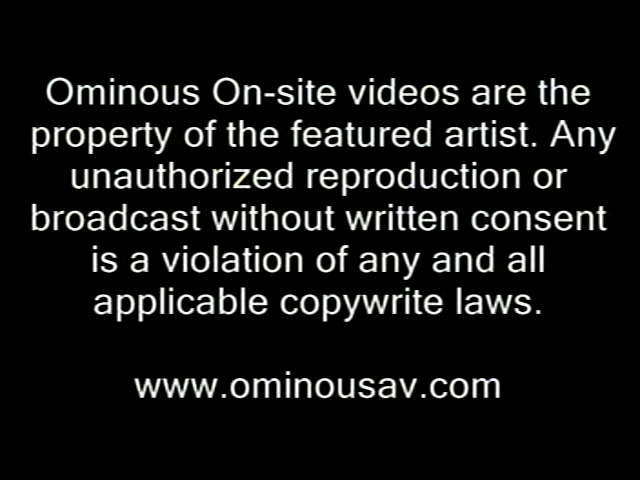 Ominous On-site videos are the
property of the featured artist. Any
unauthorized reproduction or
broadcast without written consent
is a violation of any and all
applicable copywrite laws.
www.ominousav.com